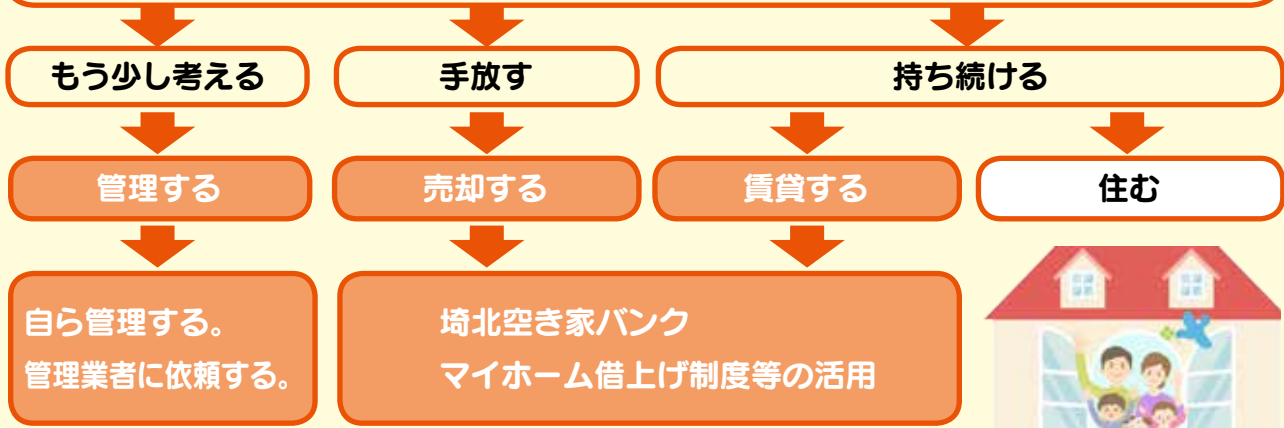 もう少し考える
手放す
持ち続ける
管理する
売却する
賃貸する
住む
自ら管理する。
管理業者に依頼する。
埼北空き家バンク
マイホーム借上げ制度等の活用